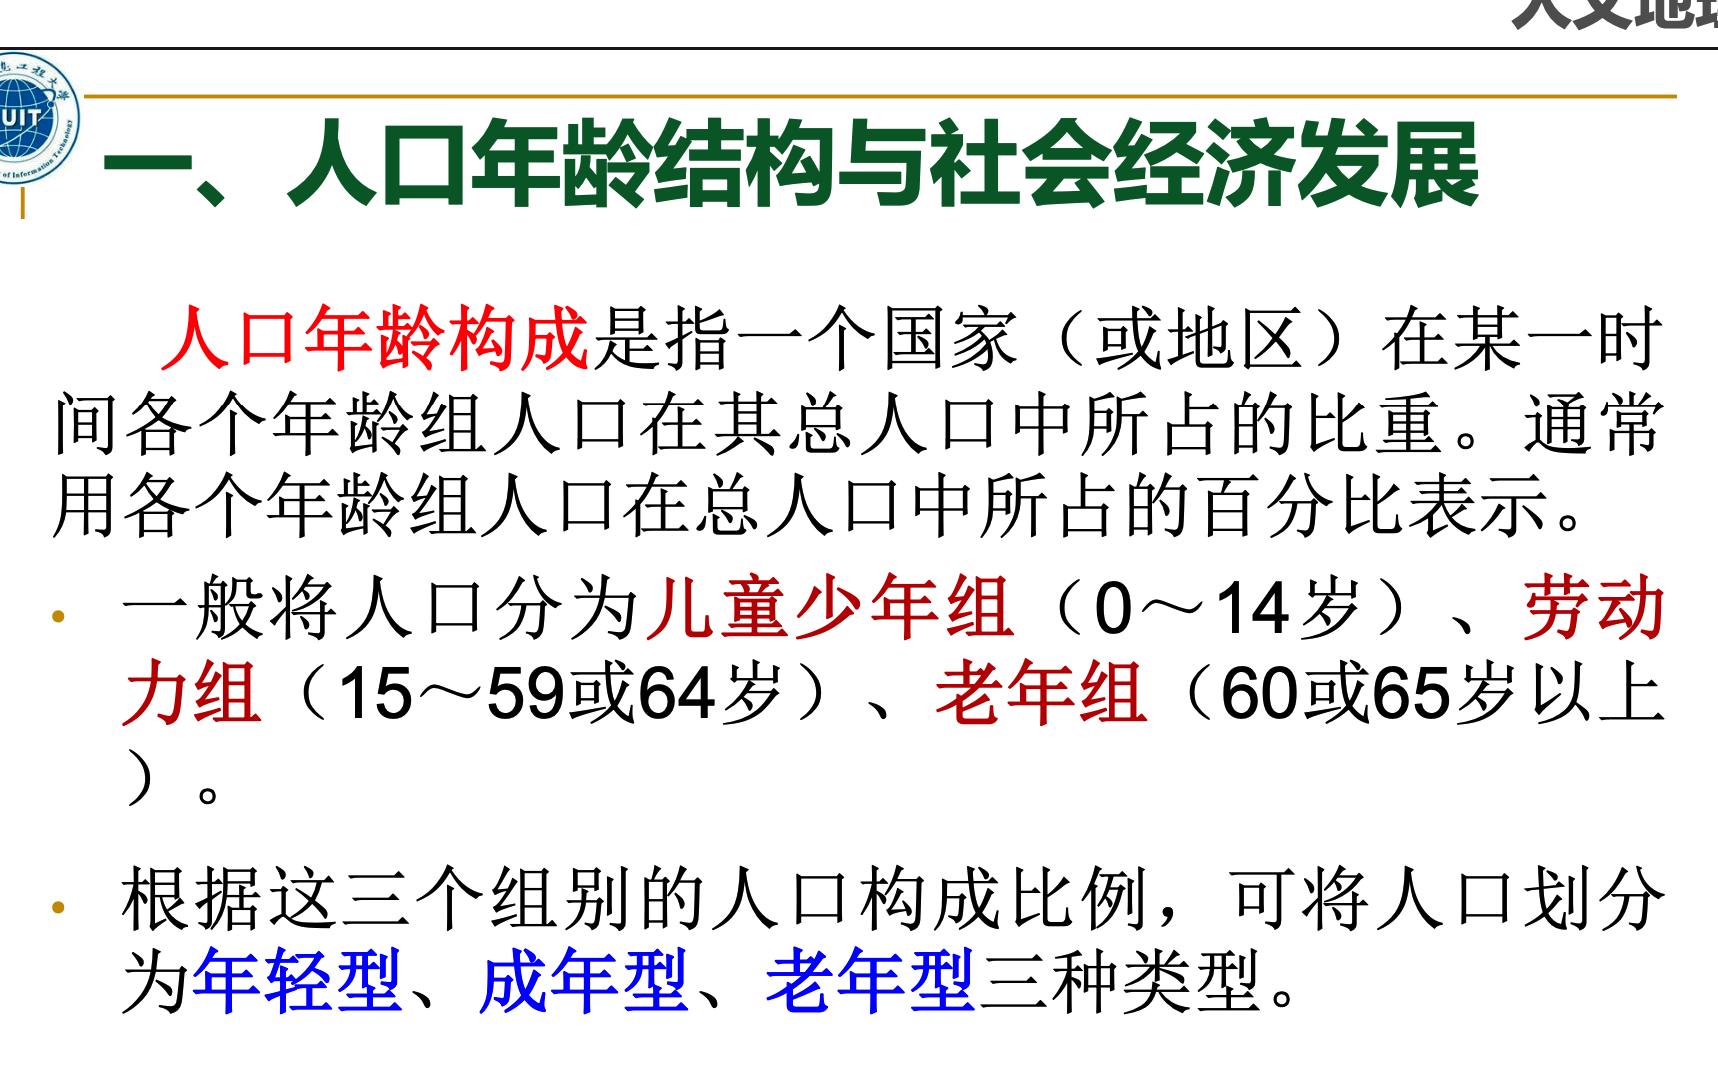 人文地理
UIT
一、人口年龄结构与社会经济发展
人口年龄构成是指一个国家（或地区）在某一时
间各个年龄组人口在其总人口中所占的比重。通常
用各个年龄组人口在总人口中所占的百分比表示。
· 一般将人口分为儿童少年组（0～14岁）、劳动
力组（15～59或64岁）、老年组（60或65岁以上
）。
· 根据这三个组别的人口构成比例，可将人口划分
为年轻型、成年型、老年型三种类型。